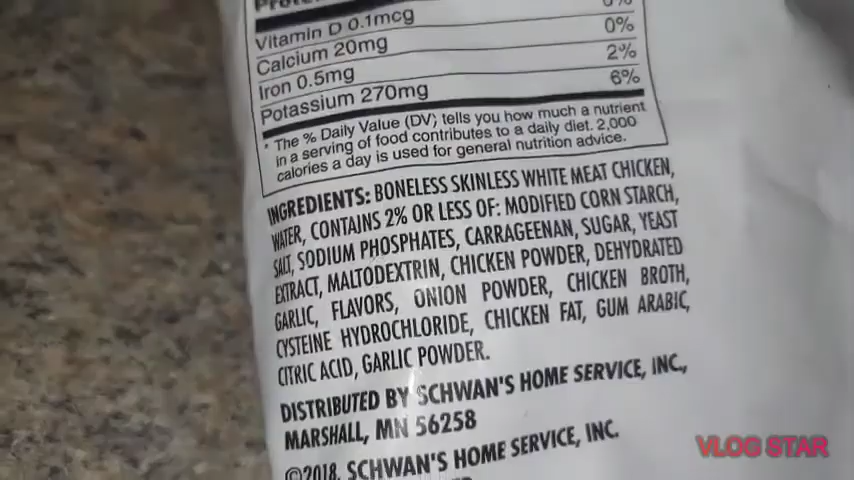 Vitamin D 0.1mcg 0%
Calcium 20mg 0%
Iron 0.5mg 2%
Potassium 270mg 6%
* The % Daily Value (DV) tells you how much a nutrient
in a serving of food contributes to a daily diet. 2,000
calories a day is used for general nutrition advice.
INGREDIENTS: BONELESS SKINLESS WHITE MEAT CHICKEN,
WATER, CONTAINS 2% OR LESS OF: MODIFIED CORN STARCH,
SALT, SODIUM PHOSPHATES, CARRAGEENAN, SUGAR, YEAST
EXTRACT, MALTODEXTRIN, CHICKEN POWDER, DEHYDRATED
GARLIC, FLAVORS, ONION POWDER, CHICKEN BROTH,
CYSTEINE HYDROCHLORIDE, CHICKEN FAT, GUM ARABIC,
CITRIC ACID, GARLIC POWDER.
DISTRIBUTED BY SCHWAN'S HOME SERVICE, INC.,
MARSHALL, MN 56258
©2018, SCHWAN'S HOME SERVICE, INC.
VLOG STAR